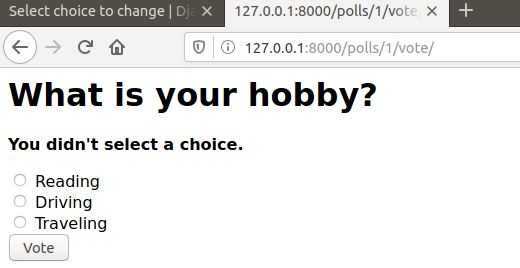 Select choice to change | Dja
127.0.0.1:8000/polls/1/vote/
127.0.0.1:8000/polls/1/vote/
What is your hobby?
You didn't select a choice.
Reading
Driving
Traveling
Vote